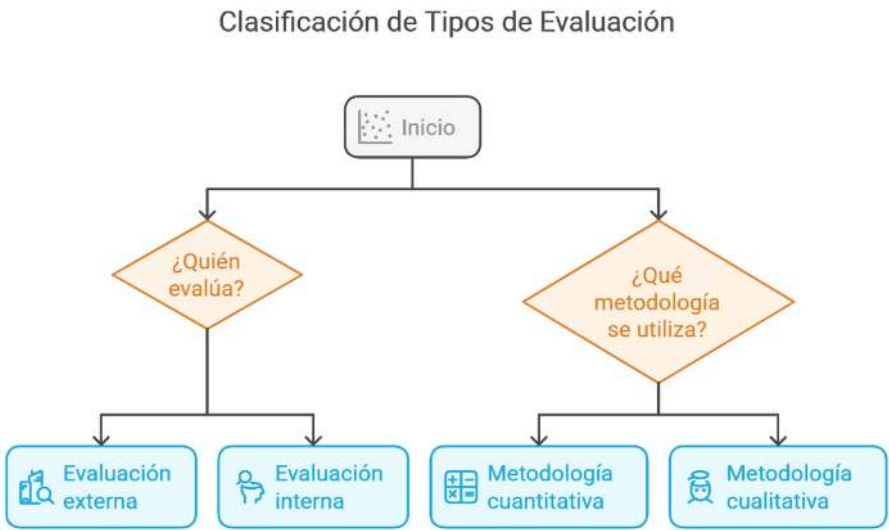 Clasificación de Tipos de Evaluación
Inicio
¿Quién
evalúa?
¿Qué
metodología
se utiliza?
Evaluación
externa
Evaluación
interna
Metodología
cuantitativa
Metodología
cualitativa